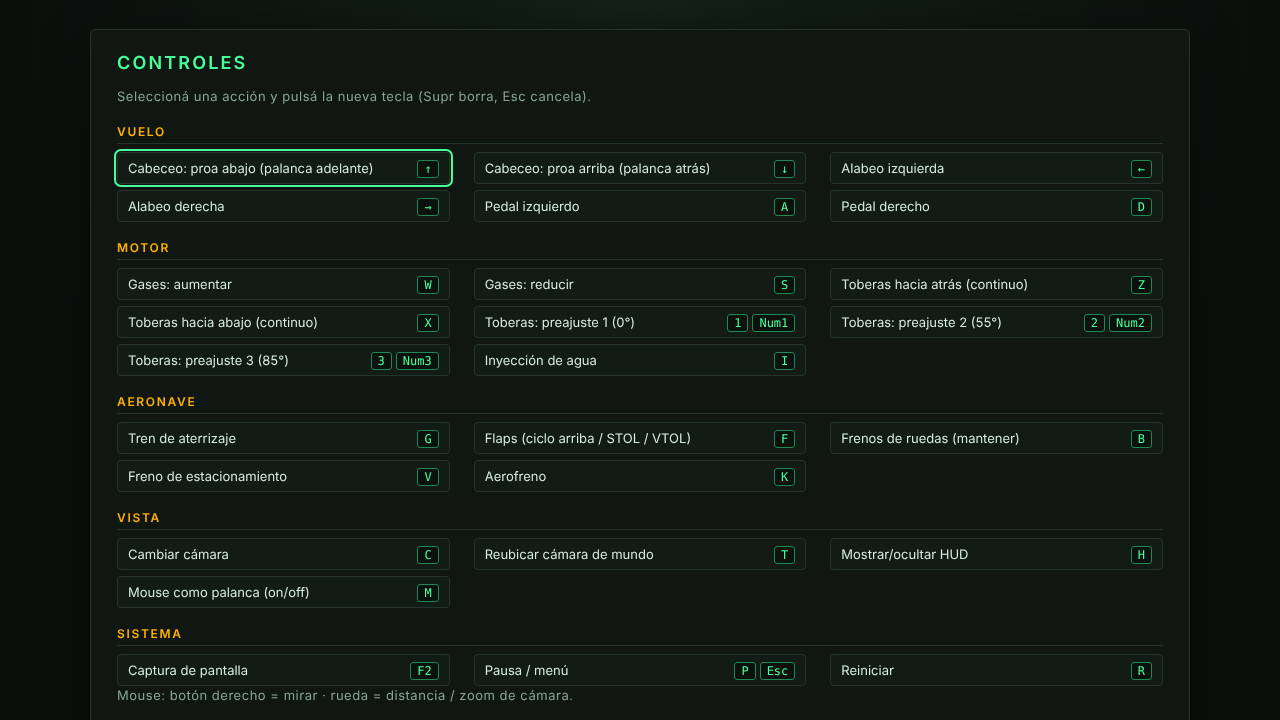 CONTROLES
Seleccioná una acción y pulsá la nueva tecla (Supr borra, Esc cancela).
VUELO
Cabeceo: proa abajo (palanca adelante) ↑
Cabeceo: proa arriba (palanca atrás) ↓
Alabeo izquierda ←
Alabeo derecha →
Pedal izquierdo A
Pedal derecho D
MOTOR
Gases: aumentar W
Gases: reducir S
Toberas hacia atrás (continuo) Z
Toberas hacia abajo (continuo) X
Toberas: preajuste 1 (0°) 1 Num1
Toberas: preajuste 2 (55°) 2 Num2
Toberas: preajuste 3 (85°) 3 Num3
Inyección de agua I
AERONAVE
Tren de aterrizaje G
Flaps (ciclo arriba / STOL / VTOL) F
Frenos de ruedas (mantener) B
Freno de estacionamiento V
Aerofreno K
VISTA
Cambiar cámara C
Reubicar cámara de mundo T
Mostrar/ocultar HUD H
Mouse como palanca (on/off) M
SISTEMA
Captura de pantalla F2
Pausa / menú P Esc
Reiniciar R
Mouse: botón derecho = mirar · rueda = distancia / zoom de cámara.